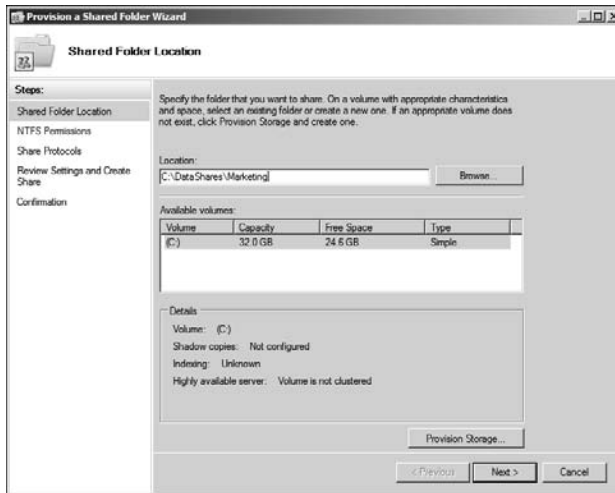 Provision a Shared Folder Wizard
Shared Folder Location
Steps:
Shared Folder Location
NTFS Permissions
Share Protocols
Review Settings and Create
Share
Confirmation
Specify the folder that you want to share. On a volume with appropriate characteristics
and space, select an existing folder or create a new one. If an appropriate volume does
not exist, click Provision Storage and create one.
Location:
C:\DataShares\Marketing
Browse...
Available volumes:
Volume Capacity Free Space Type
(C:) 32.0 GB 24.6 GB Simple
Details
Volume: (C:)
Shadow copies: Not configured
Indexing: Unknown
Highly available server: Volume is not clustered
Provision Storage...
< Previous Next > Cancel